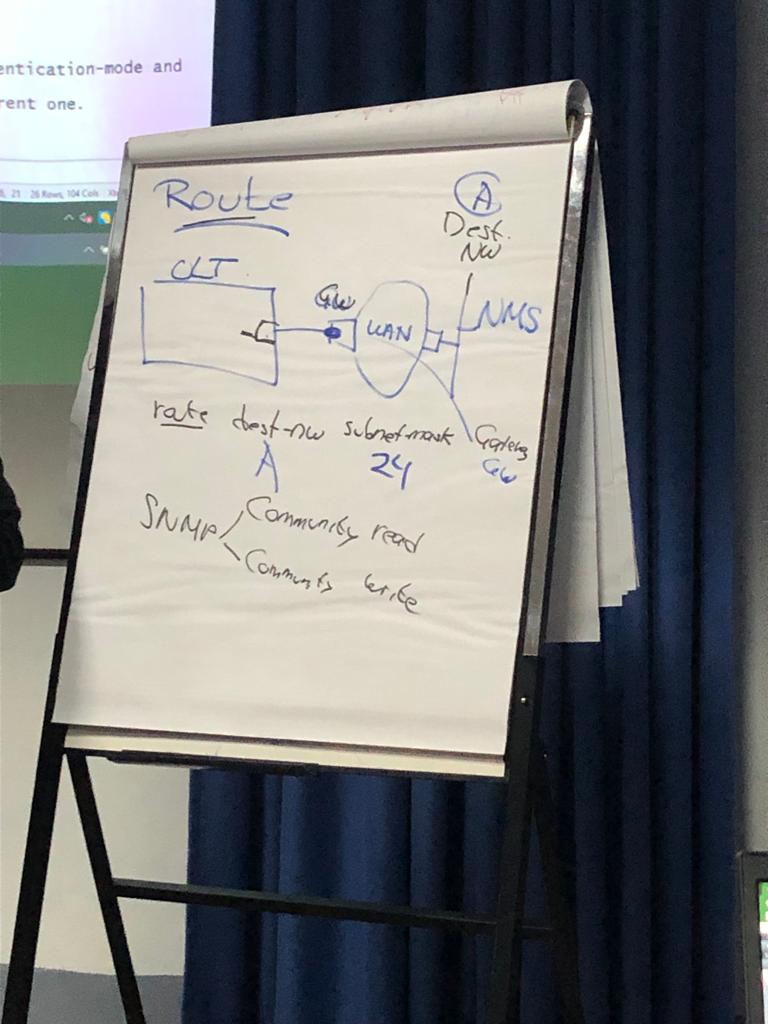 entication-mode and
rent one.
21 26 Rows, 104 Cols
Route
A
Dest.
NW
OLT
GW
WAN
NMS
route dest-nw subnet-mask Gateway
A 24 GW
SNMP
Community read
Community write